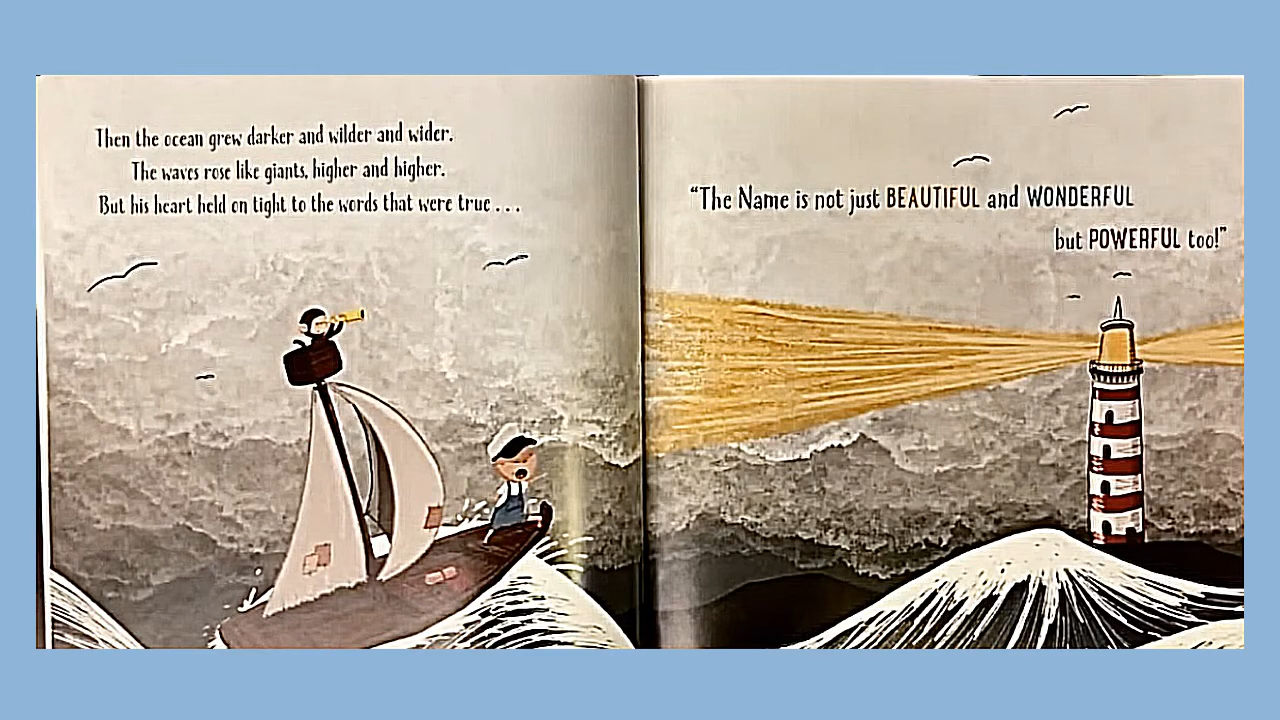 Then the ocean grew darker and wilder and wider.
The waves rose like giants, higher and higher.
But his heart held on tight to the words that were true . . .
“The Name is not just BEAUTIFUL and WONDERFUL
but POWERFUL too!”